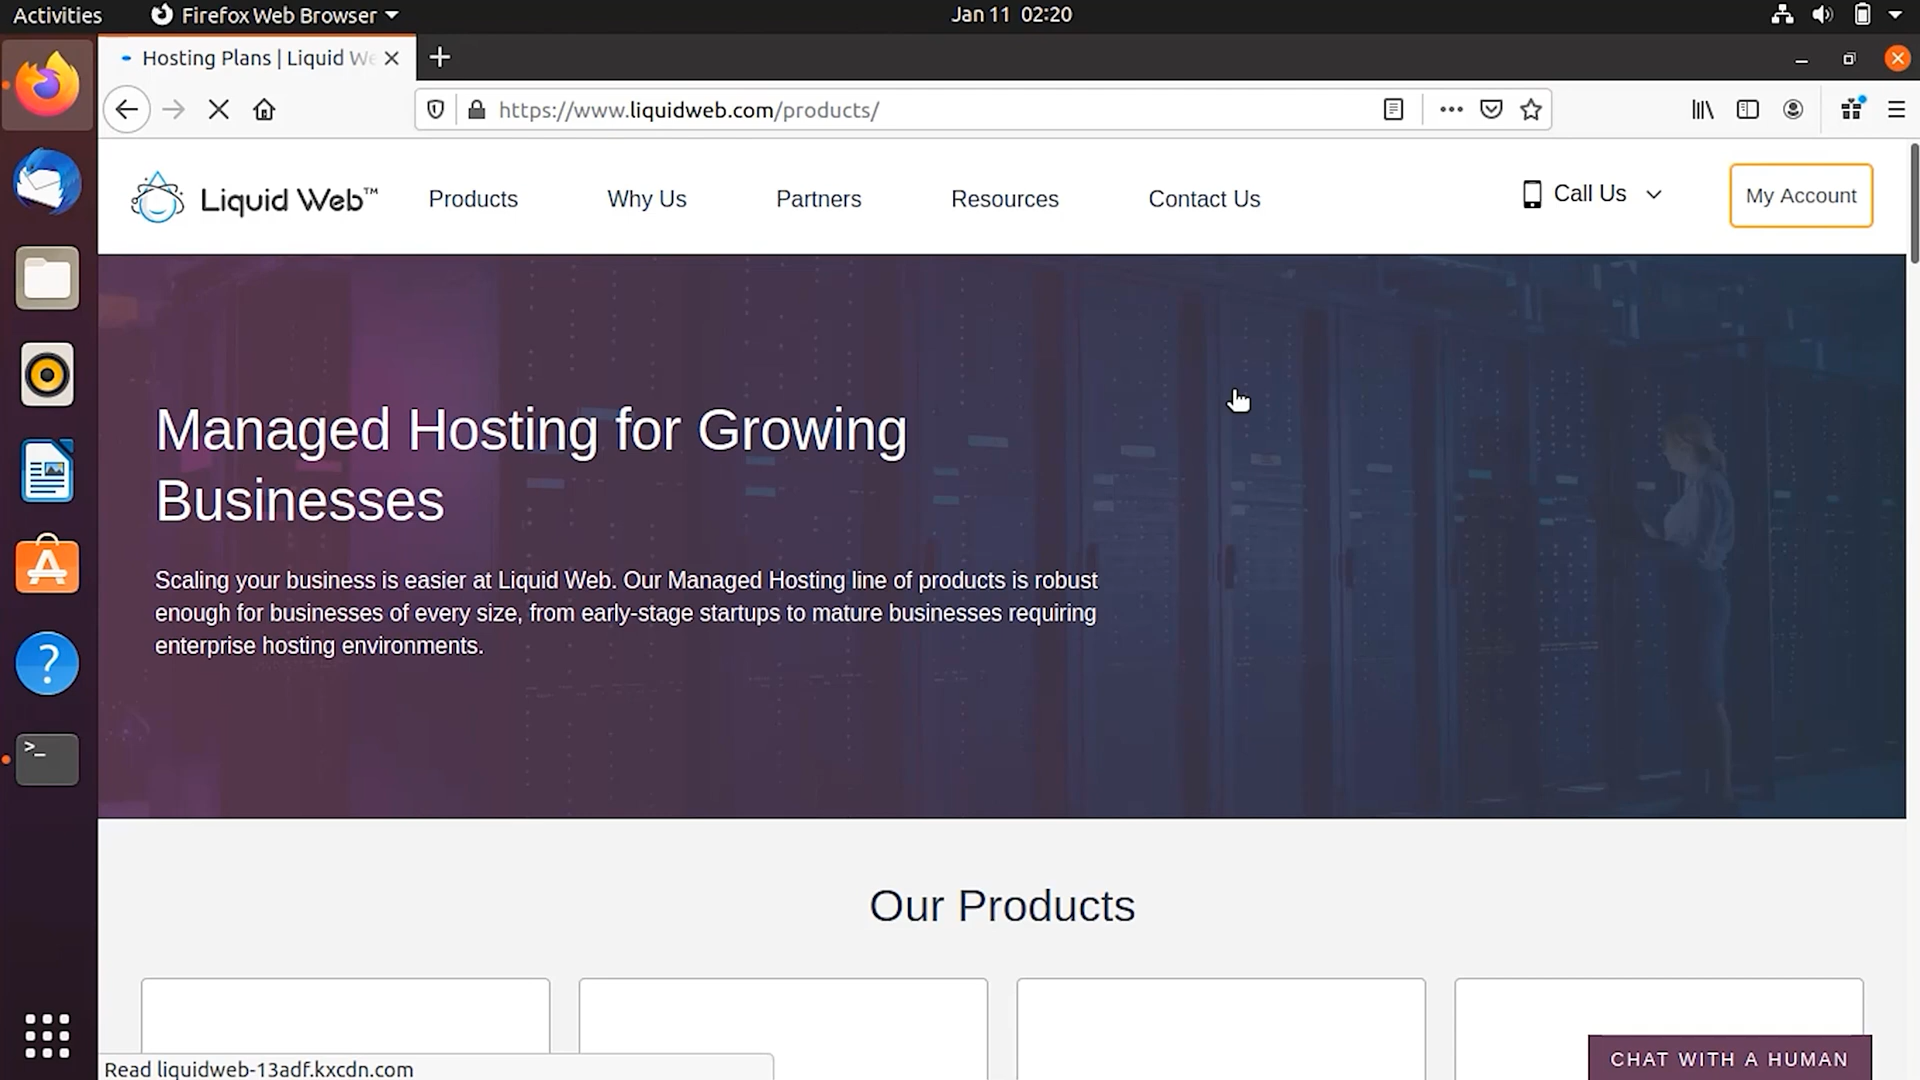 Activities
Firefox Web Browser
Jan 11 02:20
Hosting Plans | Liquid We
https://www.liquidweb.com/products/
Liquid Web™
Products
Why Us
Partners
Resources
Contact Us
Call Us
My Account
Managed Hosting for Growing
Businesses
Scaling your business is easier at Liquid Web. Our Managed Hosting line of products is robust
enough for businesses of every size, from early-stage startups to mature businesses requiring
enterprise hosting environments.
Our Products
CHAT WITH A HUMAN
Read liquidweb-13adf.kxcdn.com